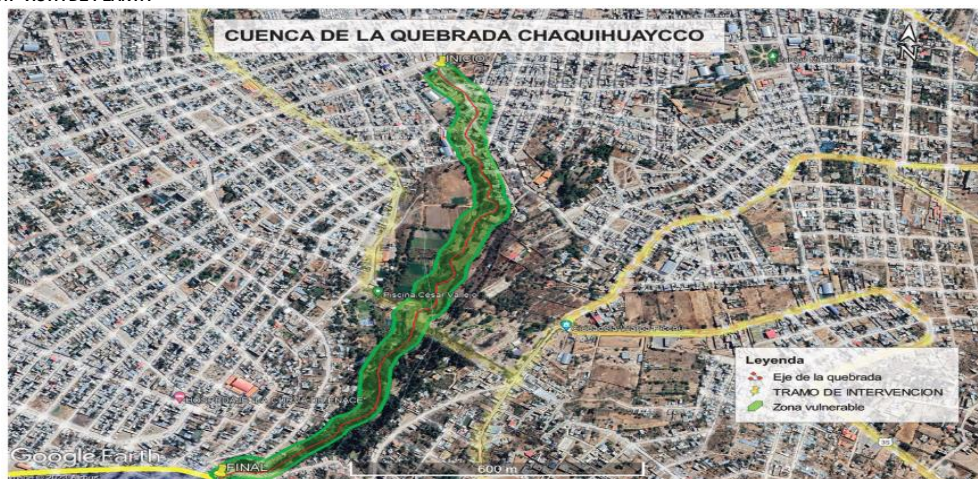 CUENCA DE LA QUEBRADA CHAQUIHUAYCCO
INICIO
N
Piscina Cesar Vallejo
Leyenda
Eje de la quebrada
TRAMO DE INTERVENCION
Zona vulnerable
Google Earth
FINAL
600 m